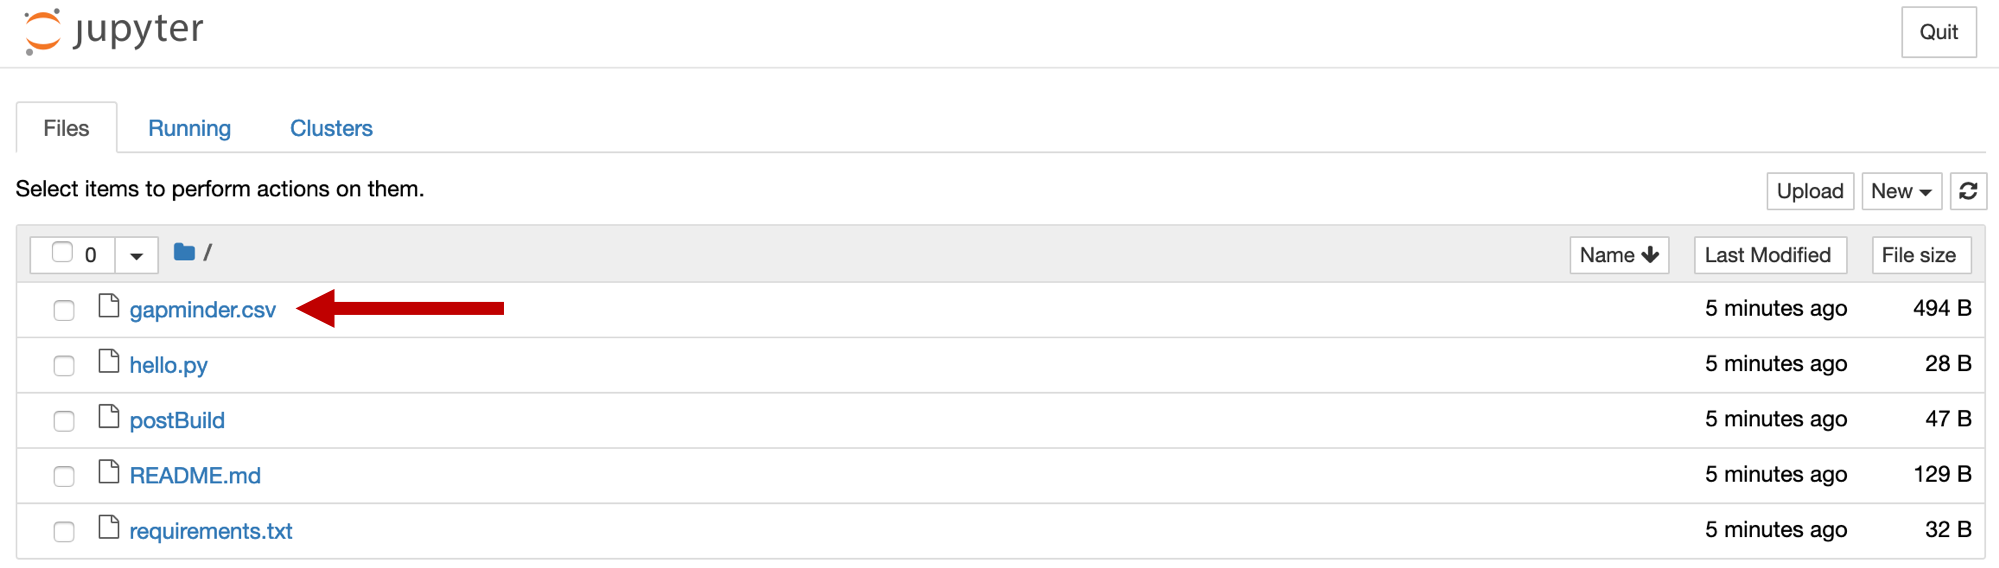 jupyter
Quit
Files Running Clusters
Select items to perform actions on them.
Upload New
0 / Name Last Modified File size
gapminder.csv 5 minutes ago 494 B
hello.py 5 minutes ago 28 B
postBuild 5 minutes ago 47 B
README.md 5 minutes ago 129 B
requirements.txt 5 minutes ago 32 B